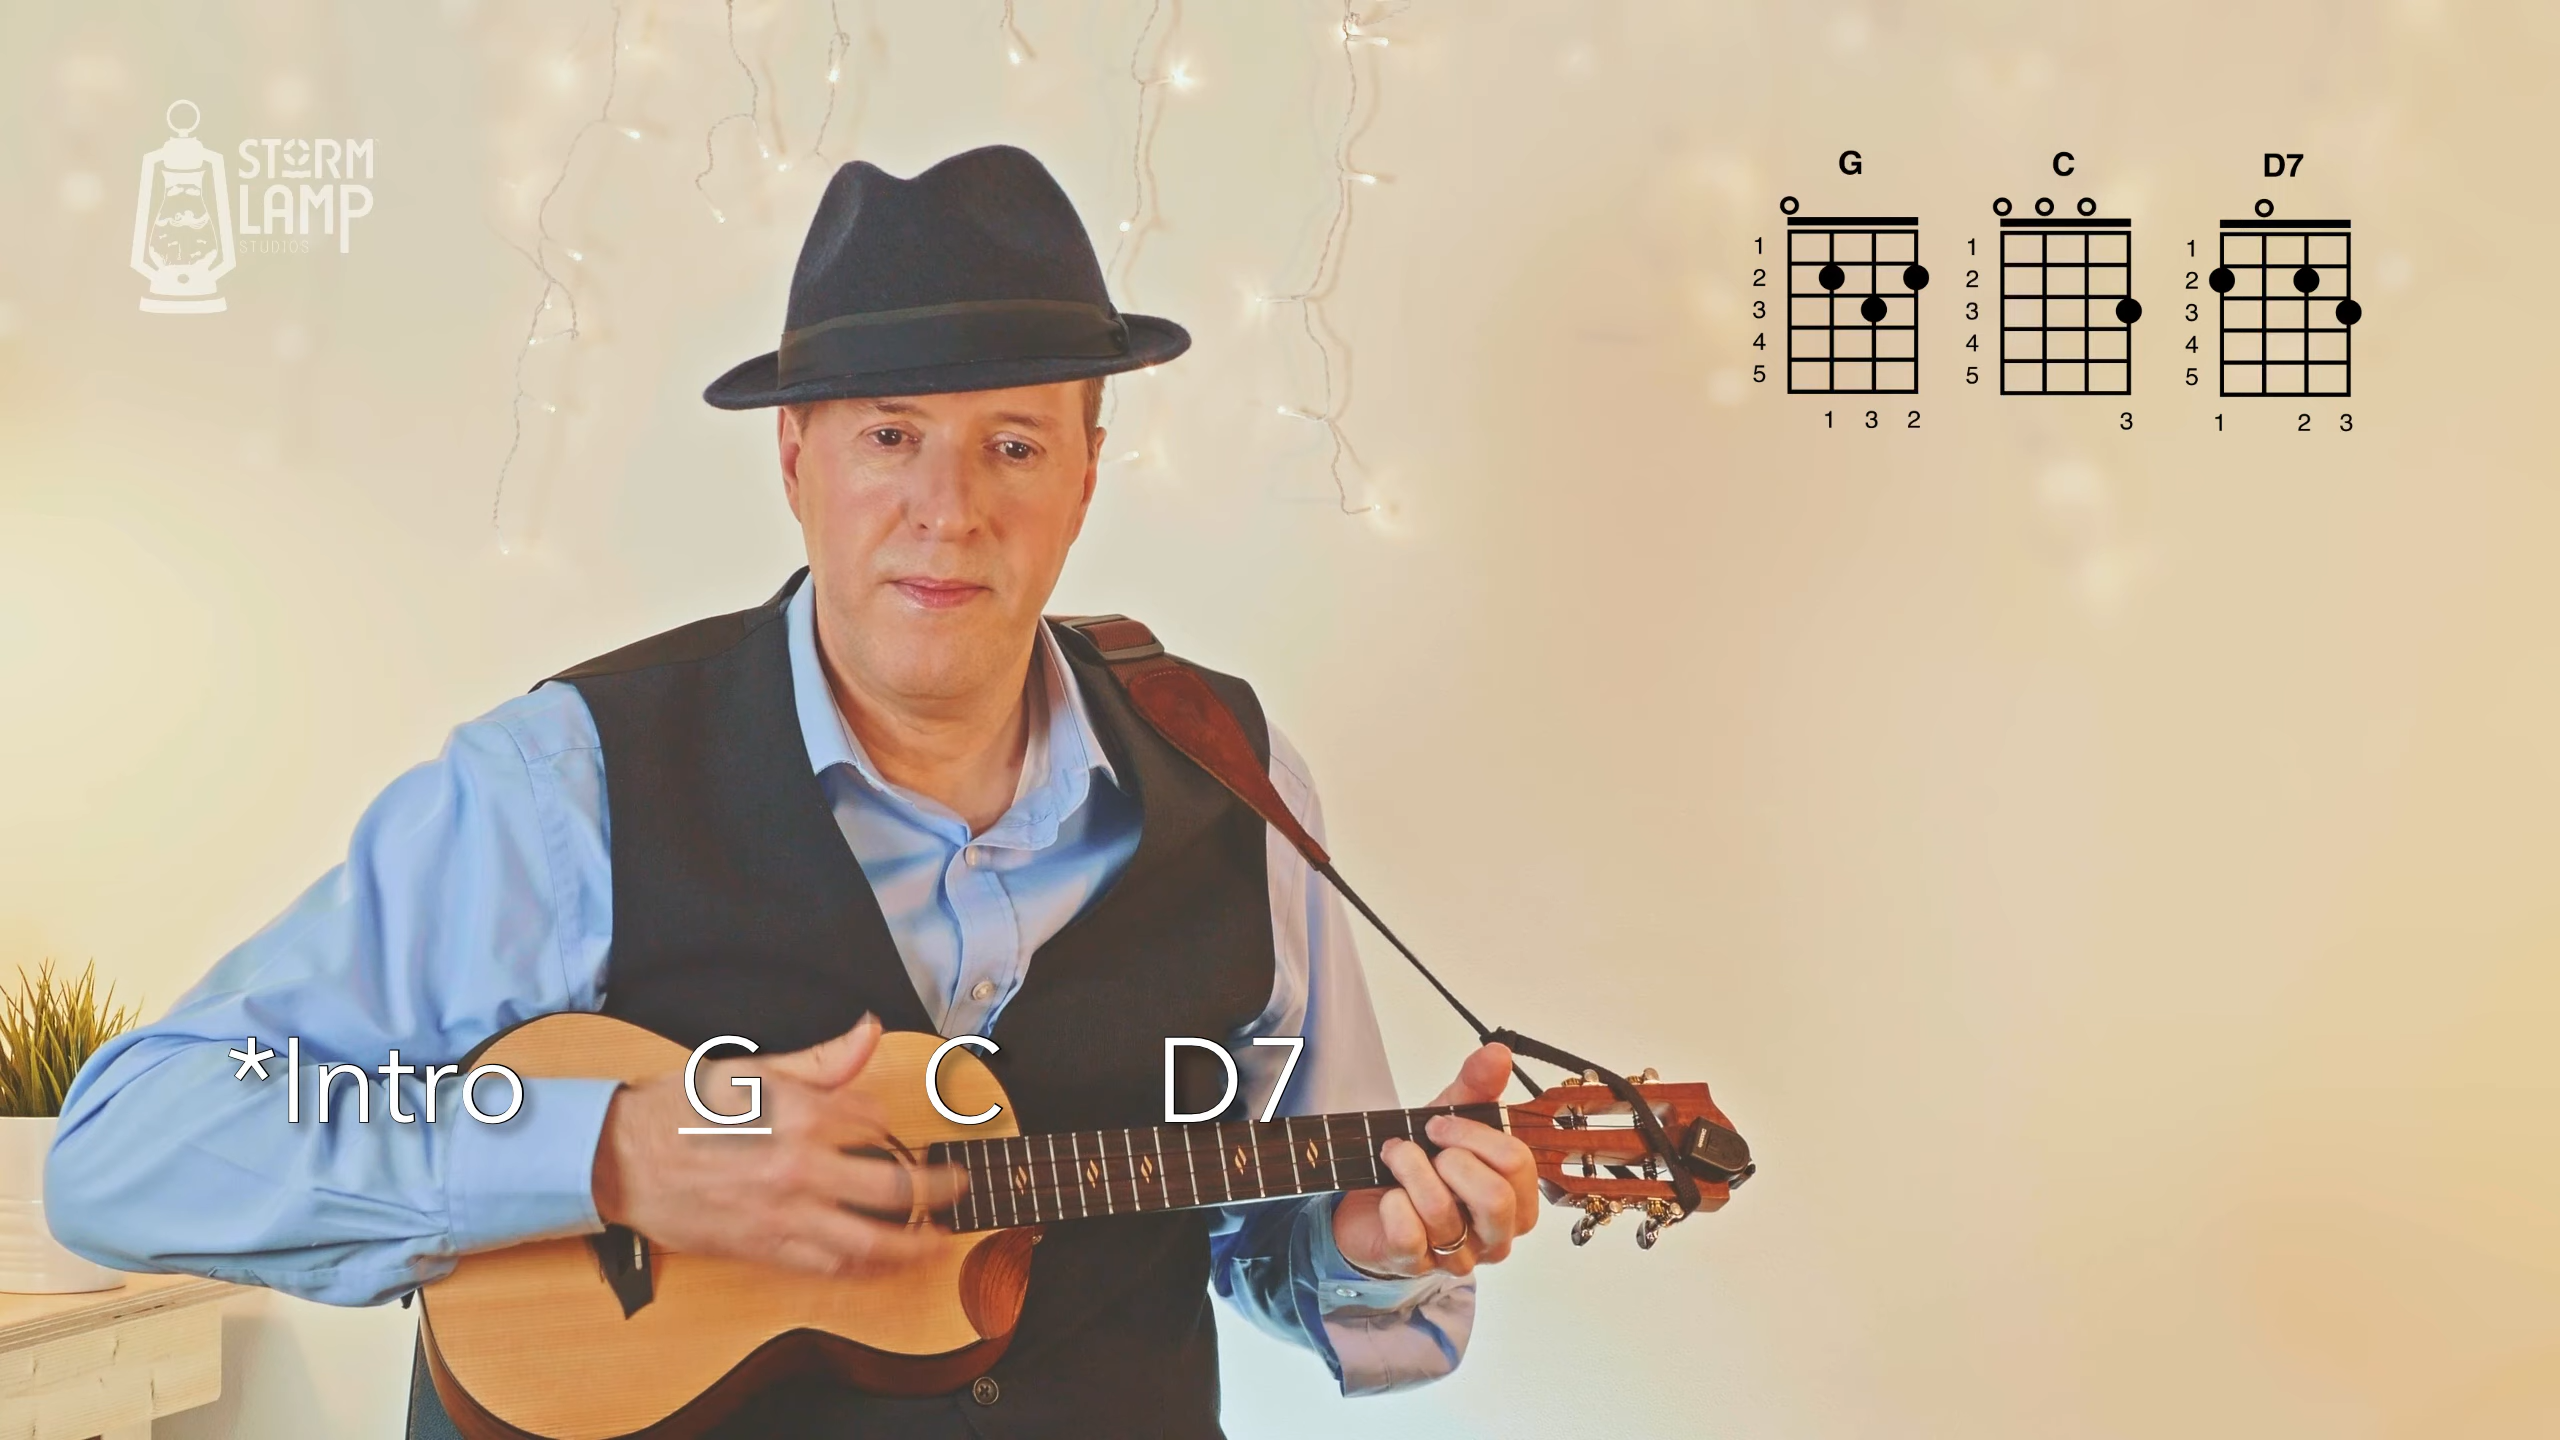 STORM
LAMP
STUDIOS
G C D7
1 1 1
2 2 2
3 3 3
4 4 4
5 5 5
1 3 2 3 1 2 3
*Intro G C D7